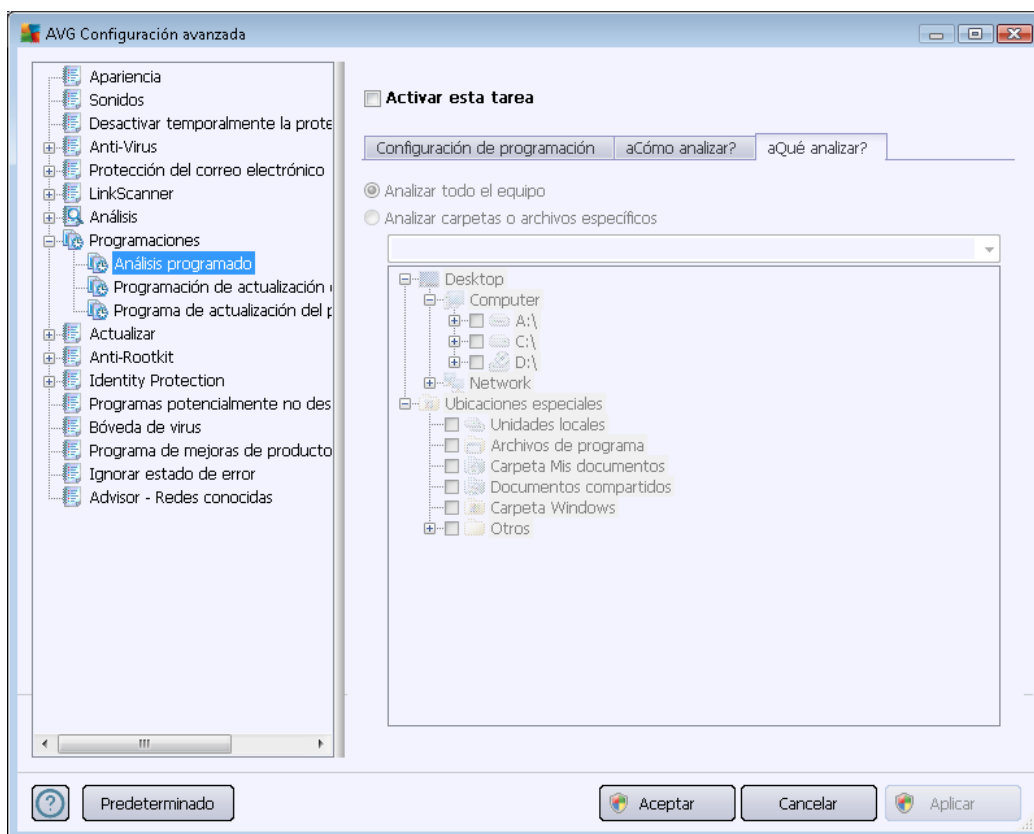 AVG Configuración avanzada
Apariencia
Sonidos
Desactivar temporalmente la prote
Anti-Virus
Protección del correo electrónico
LinkScanner
Análisis
Programaciones
Análisis programado
Programación de actualización
Programa de actualización del
Actualizar
Anti-Rootkit
Identity Protection
Programas potencialmente no des
Bóveda de virus
Programa de mejoras de producto
Ignorar estado de error
Advisor - Redes conocidas
Activar esta tarea
Configuración de programación
aCómo analizar?
aQué analizar?
Analizar todo el equipo
Analizar carpetas o archivos específicos
Desktop
Computer
A:\
C:\
D:\
Network
Ubicaciones especiales
Unidades locales
Archivos de programa
Carpeta Mis documentos
Documentos compartidos
Carpeta Windows
Otros
Predeterminado
Aceptar
Cancelar
Aplicar